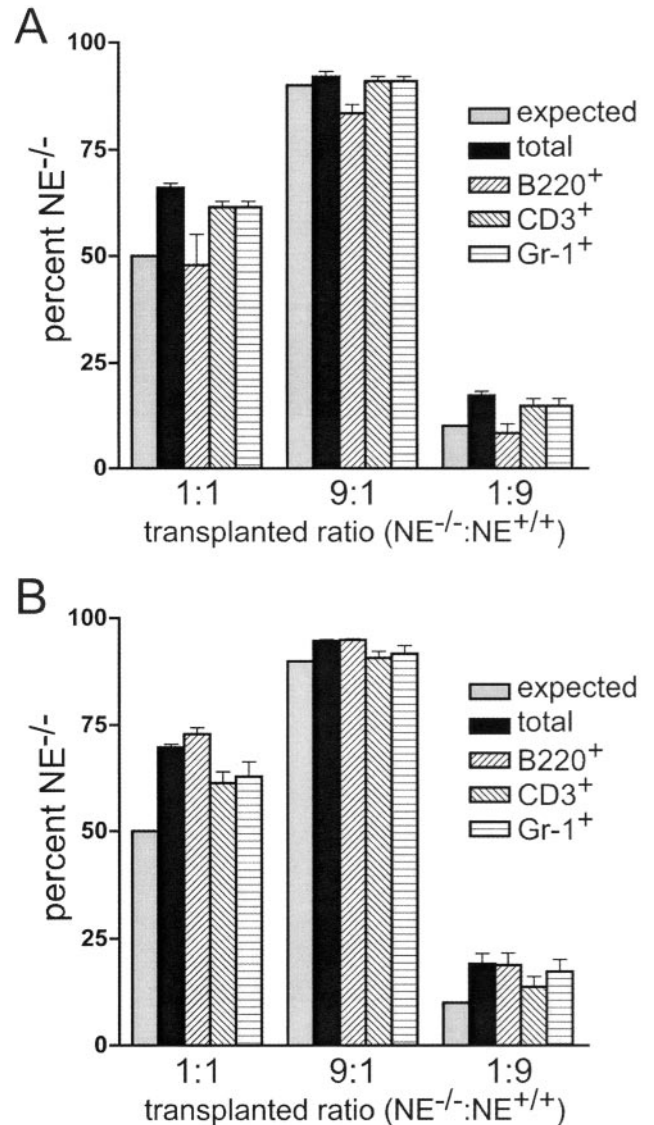 A
percent NE-/-
100
75
50
25
0
expected
total
B220+
CD3+
Gr-1+
1:1 9:1 1:9
transplanted ratio (NE-/-:NE+/+)
B
percent NE-/-
100
75
50
25
0
expected
total
B220+
CD3+
Gr-1+
1:1 9:1 1:9
transplanted ratio (NE-/-:NE+/+)